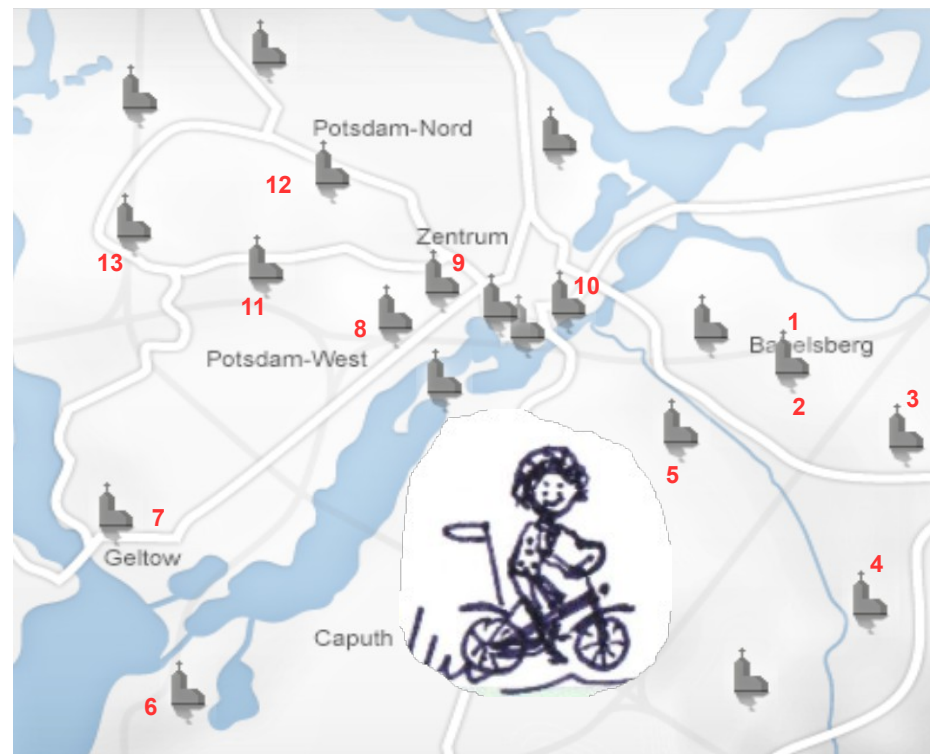 Potsdam-Nord
12
Zentrum
13
9
11
10
8
1
Potsdam-West
Babelsberg
2
3
5
7
Geltow
4
Caputh
6